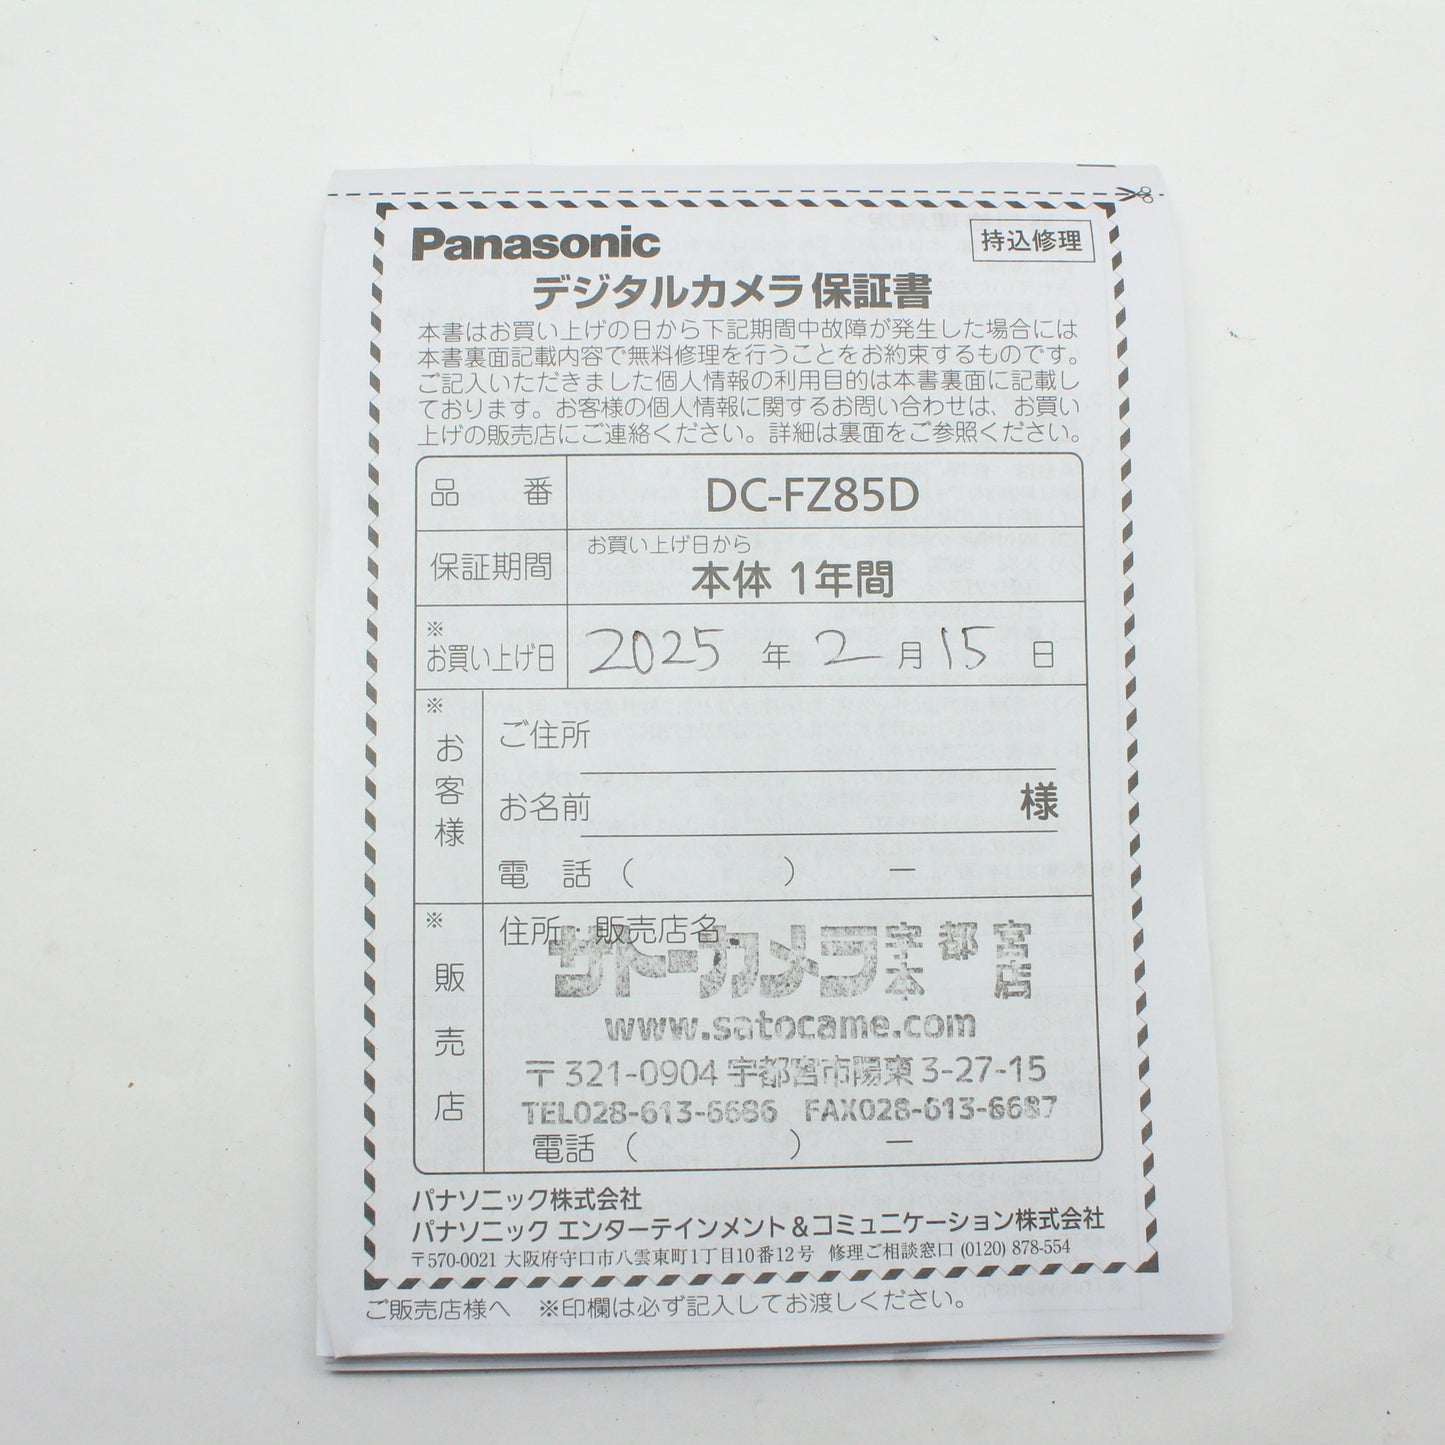 Panasonic
持込修理
デジタルカメラ保証書
本書はお買い上げの日から下記期間中故障が発生した場合には
本書裏面記載内容で無料修理を行うことをお約束するものです。
ご記入いただきました個人情報の利用目的は本書裏面に記載し
ております。お客様の個人情報に関するお問い合わせは、お買い
上げの販売店にご連絡ください。詳細は裏面をご参照ください。
品番 DC-FZ85D
保証期間 お買い上げ日から
本体 1年間
※
お買い上げ日 2025年2月15日
※
お客様
ご住所
お名前 様
電話 ( ) ー
※
販売店
住所・販売店名
サトーカメラ宇都宮本店
www.satocame.com
〒321-0904 宇都宮市陽東3-27-15
TEL028-613-6686 FAX028-613-6687
電話 ( ) ー
パナソニック株式会社
パナソニック エンターテインメント&コミュニケーション株式会社
〒570-0021 大阪府守口市八雲東町1丁目10番12号 修理ご相談窓口 (0120) 878-554
ご販売店様へ ※印欄は必ず記入してお渡しください。